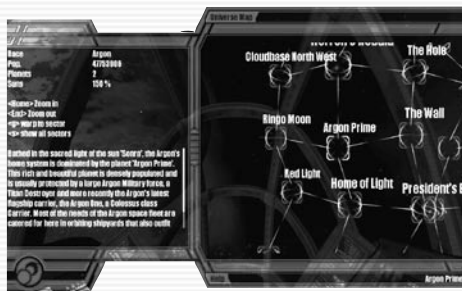 Universe Map
Race Argon
Pop. 47753986
Planets 2
Suns 150 %
<Home> Zoom in
<End> Zoom out
to sector
<s> show all sectors
Bathed in the sacred light of the sun 'Sonra', the Argon's
home system is dominated by the planet 'Argon Prime'.
This rich and beautiful planet is densely populated and
is usually protected by a large Argon Military force, a
Titan Destroyer and more recently the Argon's latest
flagship carrier, the Argon One, a Colossus class
Carrier. Most of the needs of the Argon space fleet are
catered for here in orbiting shipyards that also outfit
Cloudbase North West
Herron's Nebula
The Hole
Ringo Moon
Argon Prime
The Wall
Red Light
Home of Light
President's E
Argon Prime